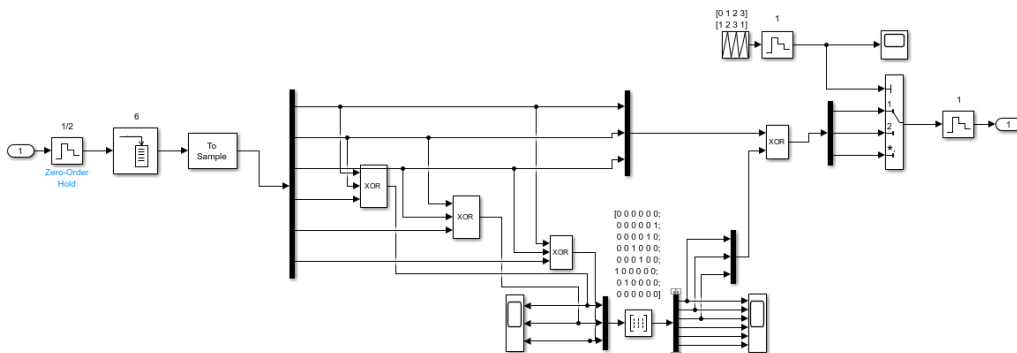 [0 1 2 3]
[1 2 3 1]
1
1/2
6
1
To
Sample
Zero-Order
Hold
XOR
XOR
XOR
XOR
1
2
*,
1
1
[0 0 0 0 0 0;
0 0 0 0 0 1;
0 0 0 0 1 0;
0 0 1 0 0 0;
0 0 0 1 0 0;
1 0 0 0 0 0;
0 1 0 0 0 0;
0 0 0 0 0 0]